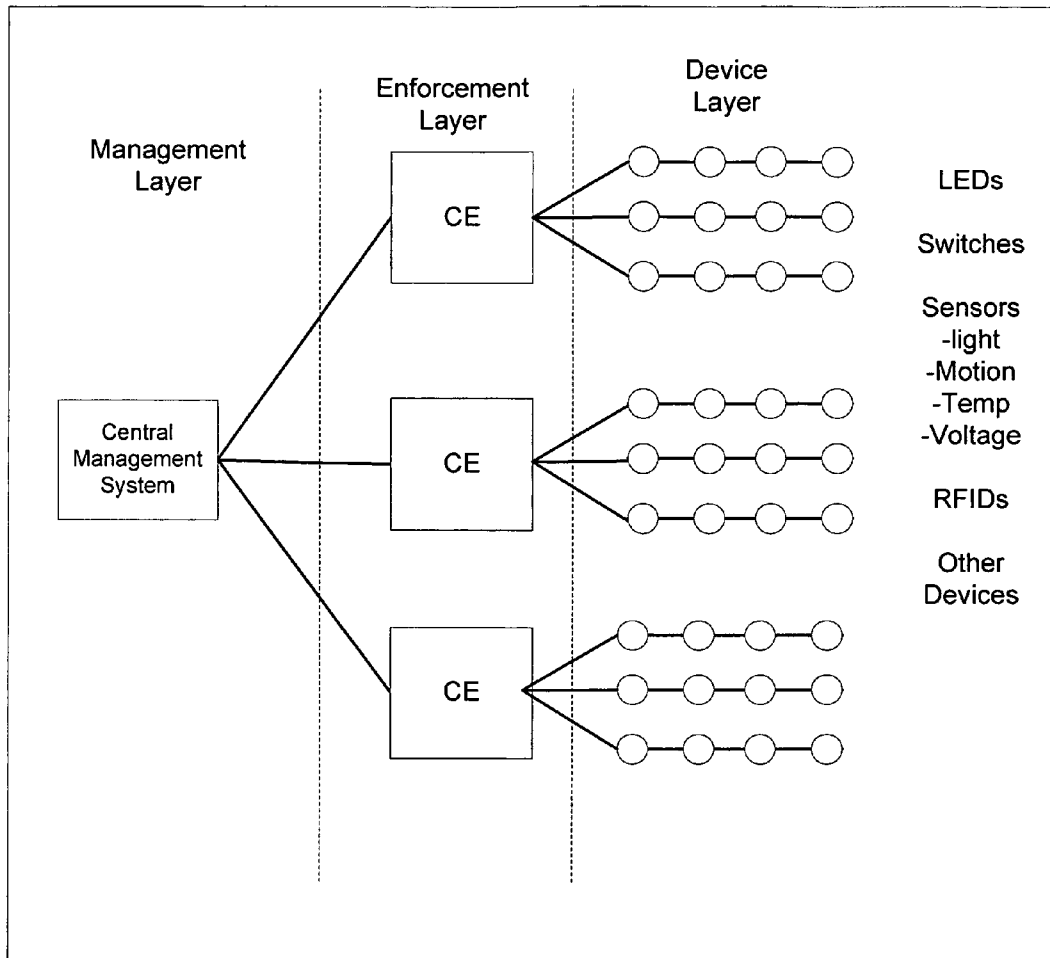 Management
Layer
Enforcement
Layer
Device
Layer
Central
Management
System
CE
CE
CE
LEDs
Switches
Sensors
-light
-Motion
-Temp
-Voltage
RFIDs
Other
Devices